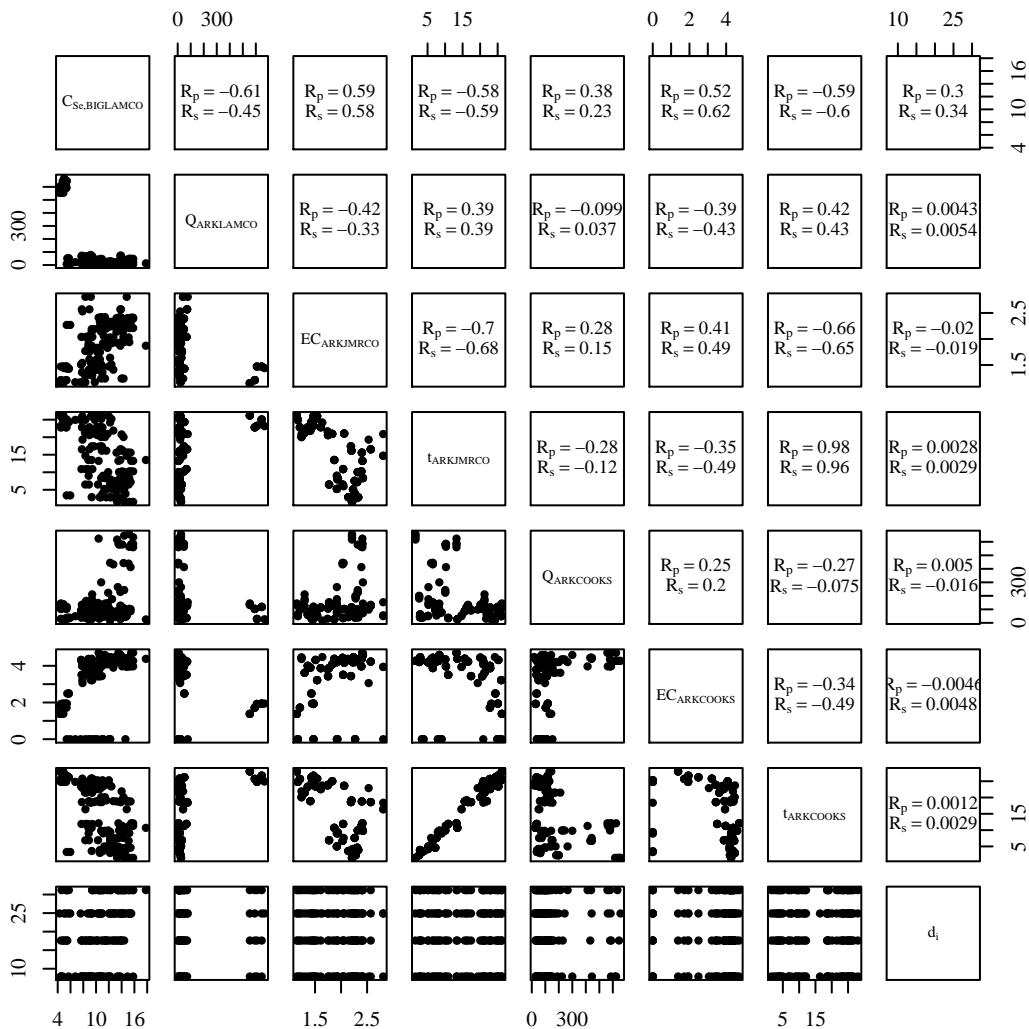 0 300 5 15 0 2 4 10 25
C_Se,BIGLAMCO R_p = −0.61 R_p = 0.59 R_p = −0.58 R_p = 0.38 R_p = 0.52 R_p = −0.59 R_p = 0.3
R_s = −0.45 R_s = 0.58 R_s = −0.59 R_s = 0.23 R_s = 0.62 R_s = −0.6 R_s = 0.34
4 10 16
0 300 Q_ARKLAMCO R_p = −0.42 R_p = 0.39 R_p = −0.099 R_p = −0.39 R_p = 0.42 R_p = 0.0043
R_s = −0.33 R_s = 0.39 R_s = 0.037 R_s = −0.43 R_s = 0.43 R_s = 0.0054
EC_ARKJMRCO R_p = −0.7 R_p = 0.28 R_p = 0.41 R_p = −0.66 R_p = −0.02
R_s = −0.68 R_s = 0.15 R_s = 0.49 R_s = −0.65 R_s = −0.019
1.5 2.5
5 15 t_ARKJMRCO R_p = −0.28 R_p = −0.35 R_p = 0.98 R_p = 0.0028
R_s = −0.12 R_s = −0.49 R_s = 0.96 R_s = 0.0029
Q_ARKCOOKS R_p = 0.25 R_p = −0.27 R_p = 0.005
R_s = 0.2 R_s = −0.075 R_s = −0.016
0 300
0 2 4 EC_ARKCOOKS R_p = −0.34 R_p = −0.0046
R_s = −0.49 R_s = 0.0048
t_ARKCOOKS R_p = 0.0012
R_s = 0.0029
5 15
10 25 d_i
4 10 16 1.5 2.5 0 300 5 15